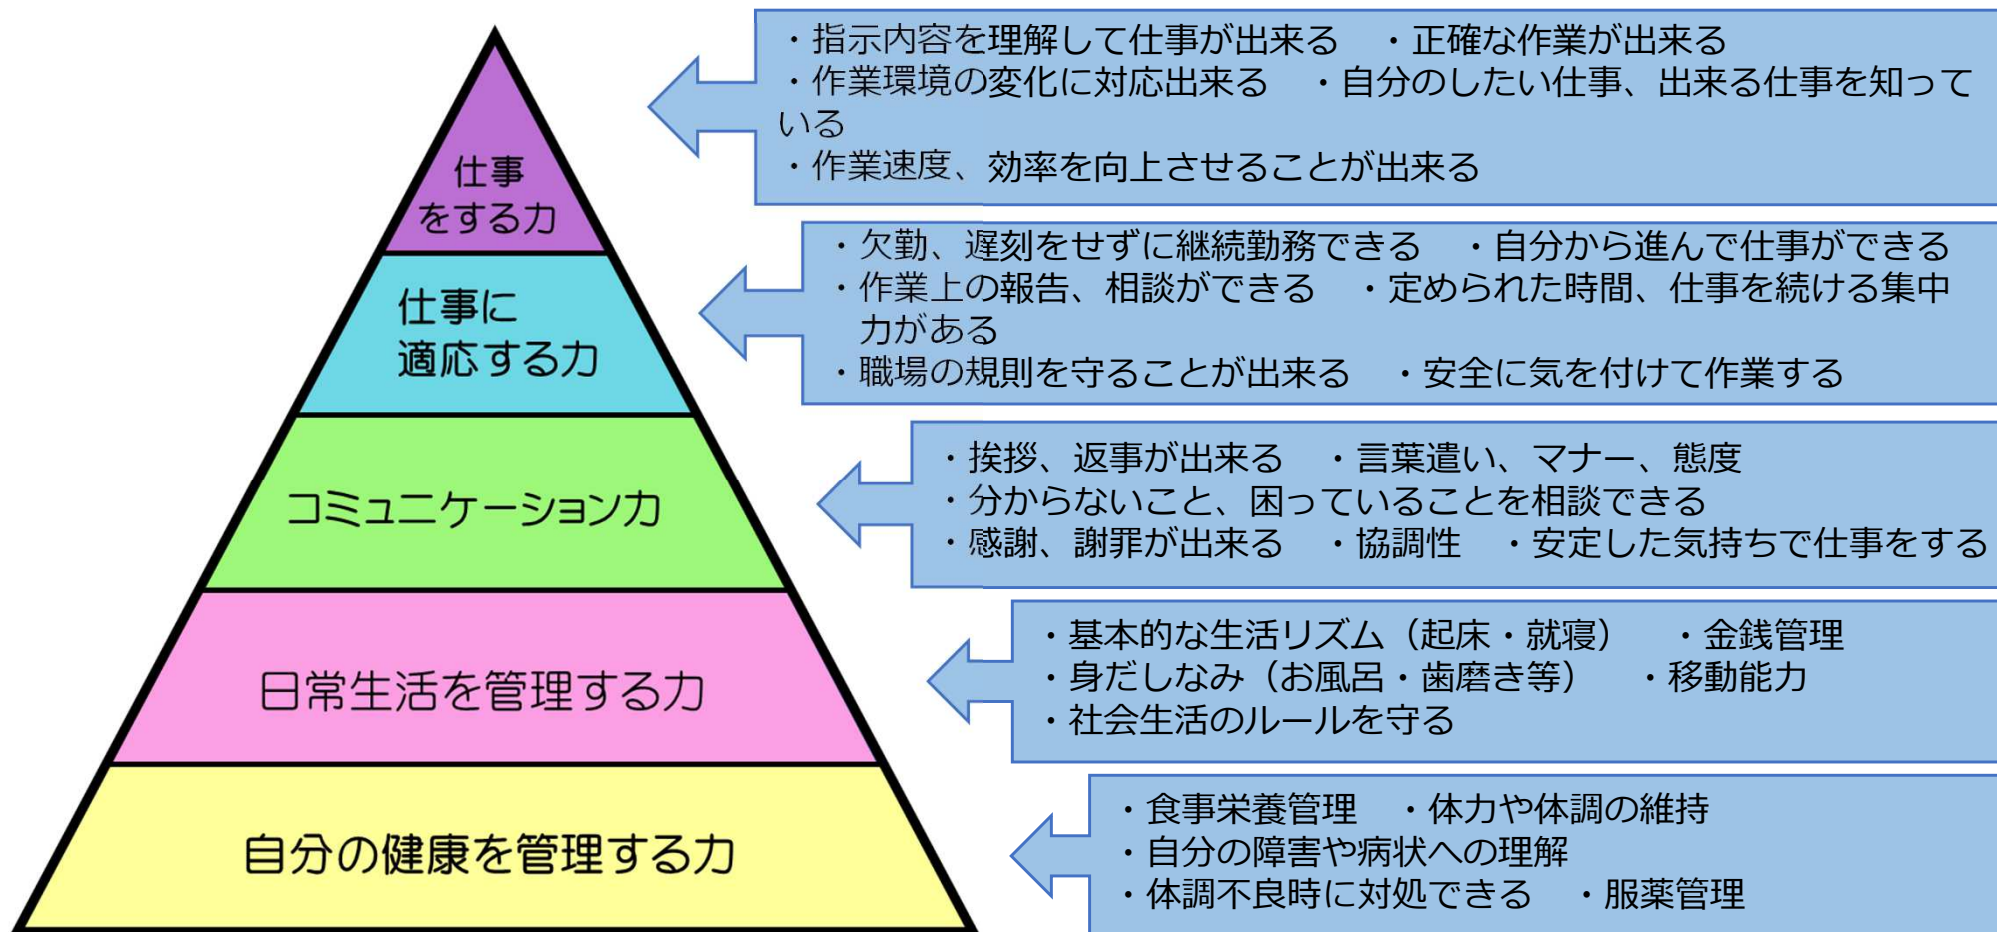 ・指示内容を理解して仕事が出来る　・正確な作業が出来る
・作業環境の変化に対応出来る　・自分のしたい仕事、出来る仕事を知って
いる
・作業速度、効率を向上させることが出来る
仕事
をする力
・欠勤、遅刻をせずに継続勤務できる　・自分から進んで仕事ができる
・作業上の報告、相談ができる　・定められた時間、仕事を続ける集中
力がある
・職場の規則を守ることが出来る　・安全に気を付けて作業する
仕事に
適応する力
・挨拶、返事が出来る　・言葉遣い、マナー、態度
・分からないこと、困っていることを相談できる
・感謝、謝罪が出来る　・協調性　・安定した気持ちで仕事をする
コミュニケーション力
・基本的な生活リズム（起床・就寝）　・金銭管理
・身だしなみ（お風呂・歯磨き等）　・移動能力
・社会生活のルールを守る
日常生活を管理する力
・食事栄養管理　・体力や体調の維持
・自分の障害や病状への理解
・体調不良時に対処できる　・服薬管理
自分の健康を管理する力